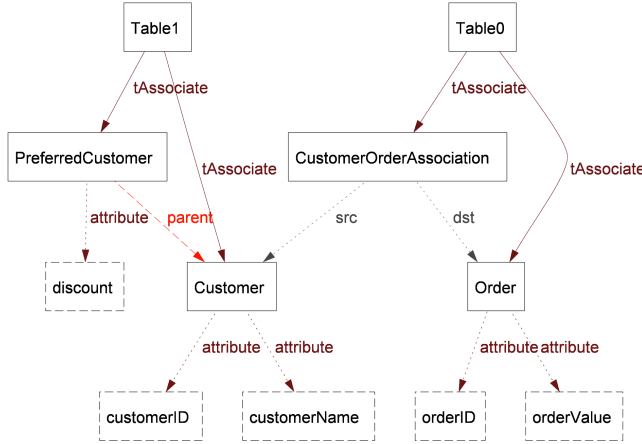 Table1
Table0
tAssociate
tAssociate
PreferredCustomer
CustomerOrderAssociation
tAssociate
tAssociate
attribute
parent
src
dst
discount
Customer
Order
attribute
attribute
attribute
attribute
customerID
customerName
orderID
orderValue